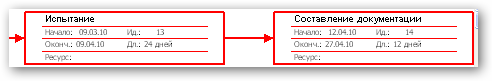 Испытание
Начало: 09.03.10 Ид.: 13
Оконч.: 09.04.10 Дл.: 24 дней
Ресурс:
Составление документации
Начало: 12.04.10 Ид.: 14
Оконч.: 27.04.10 Дл.: 12 дней
Ресурс: